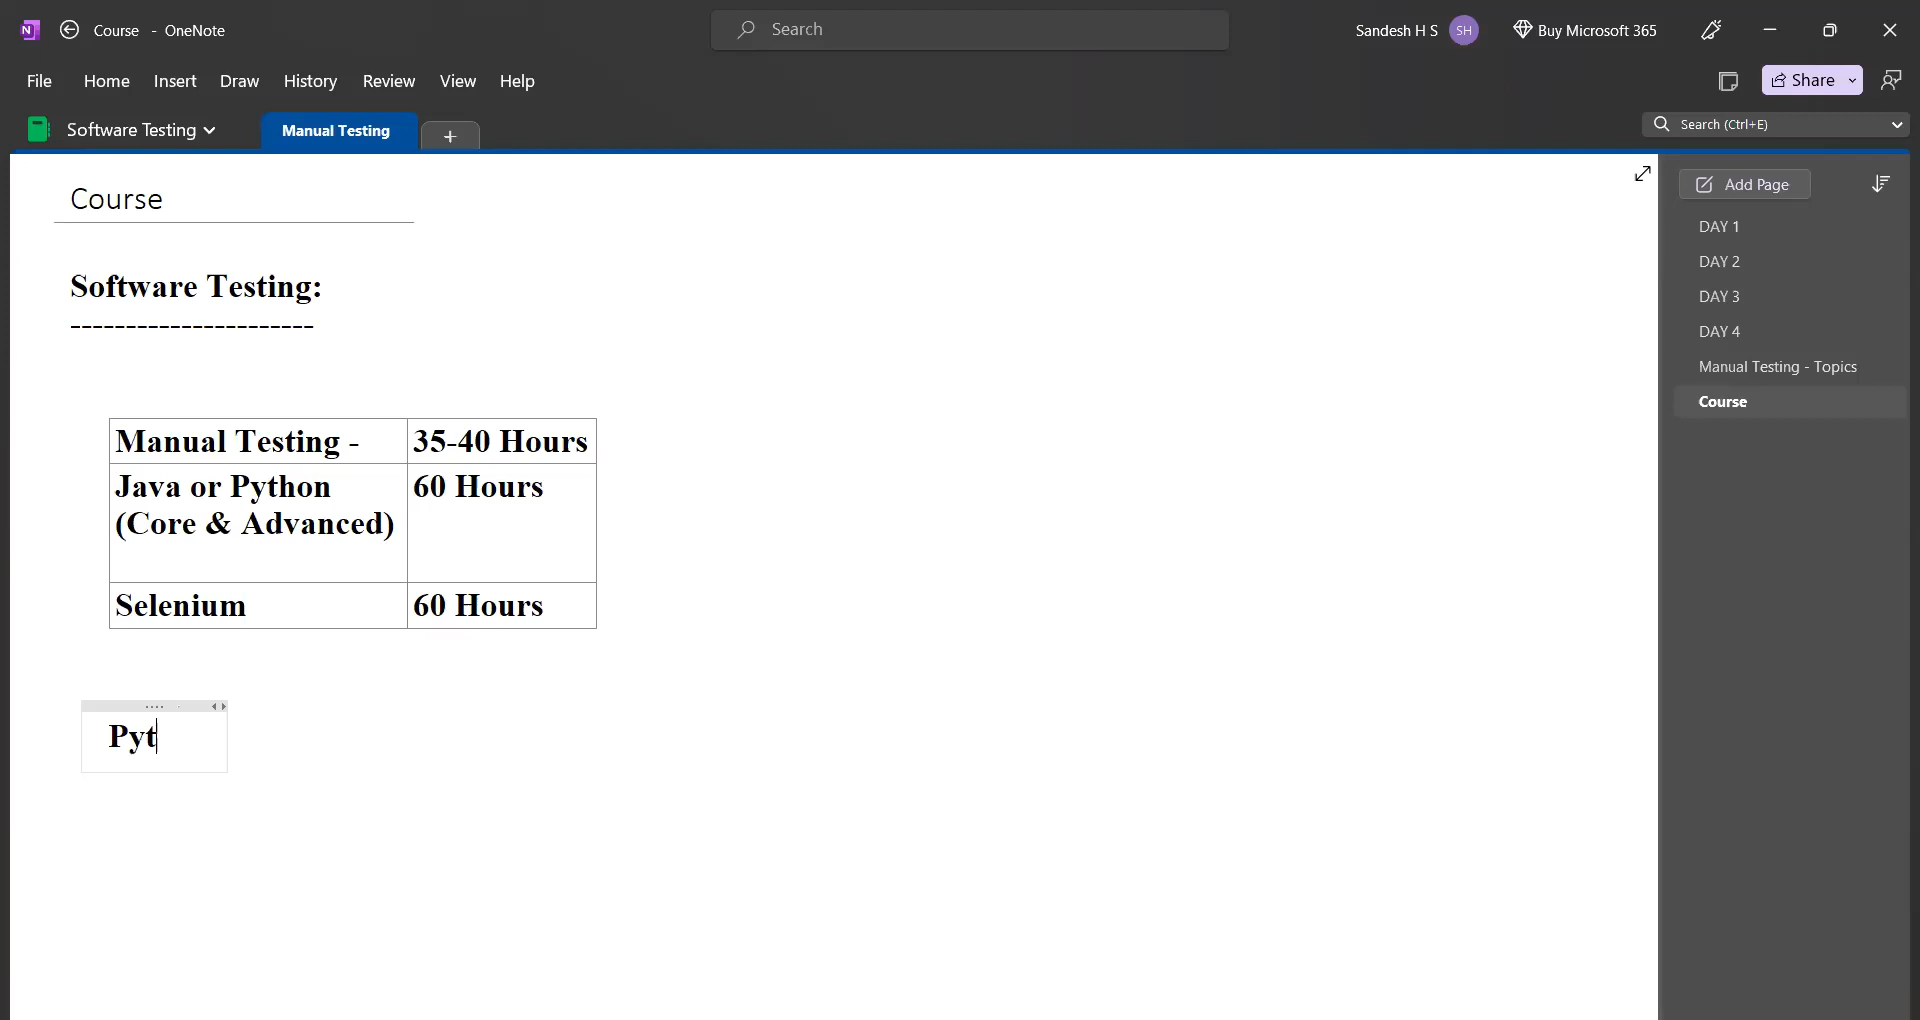 Course - OneNote
Search
Sandesh H S SH
Buy Microsoft 365
File Home Insert Draw History Review View Help
Share
Software Testing
Manual Testing
+
Search (Ctrl+E)
Course
Add Page
DAY 1
DAY 2
DAY 3
DAY 4
Manual Testing - Topics
Course
Software Testing:
----------------------
Manual Testing - 35-40 Hours
Java or Python 60 Hours
(Core & Advanced)
Selenium 60 Hours
Pyt